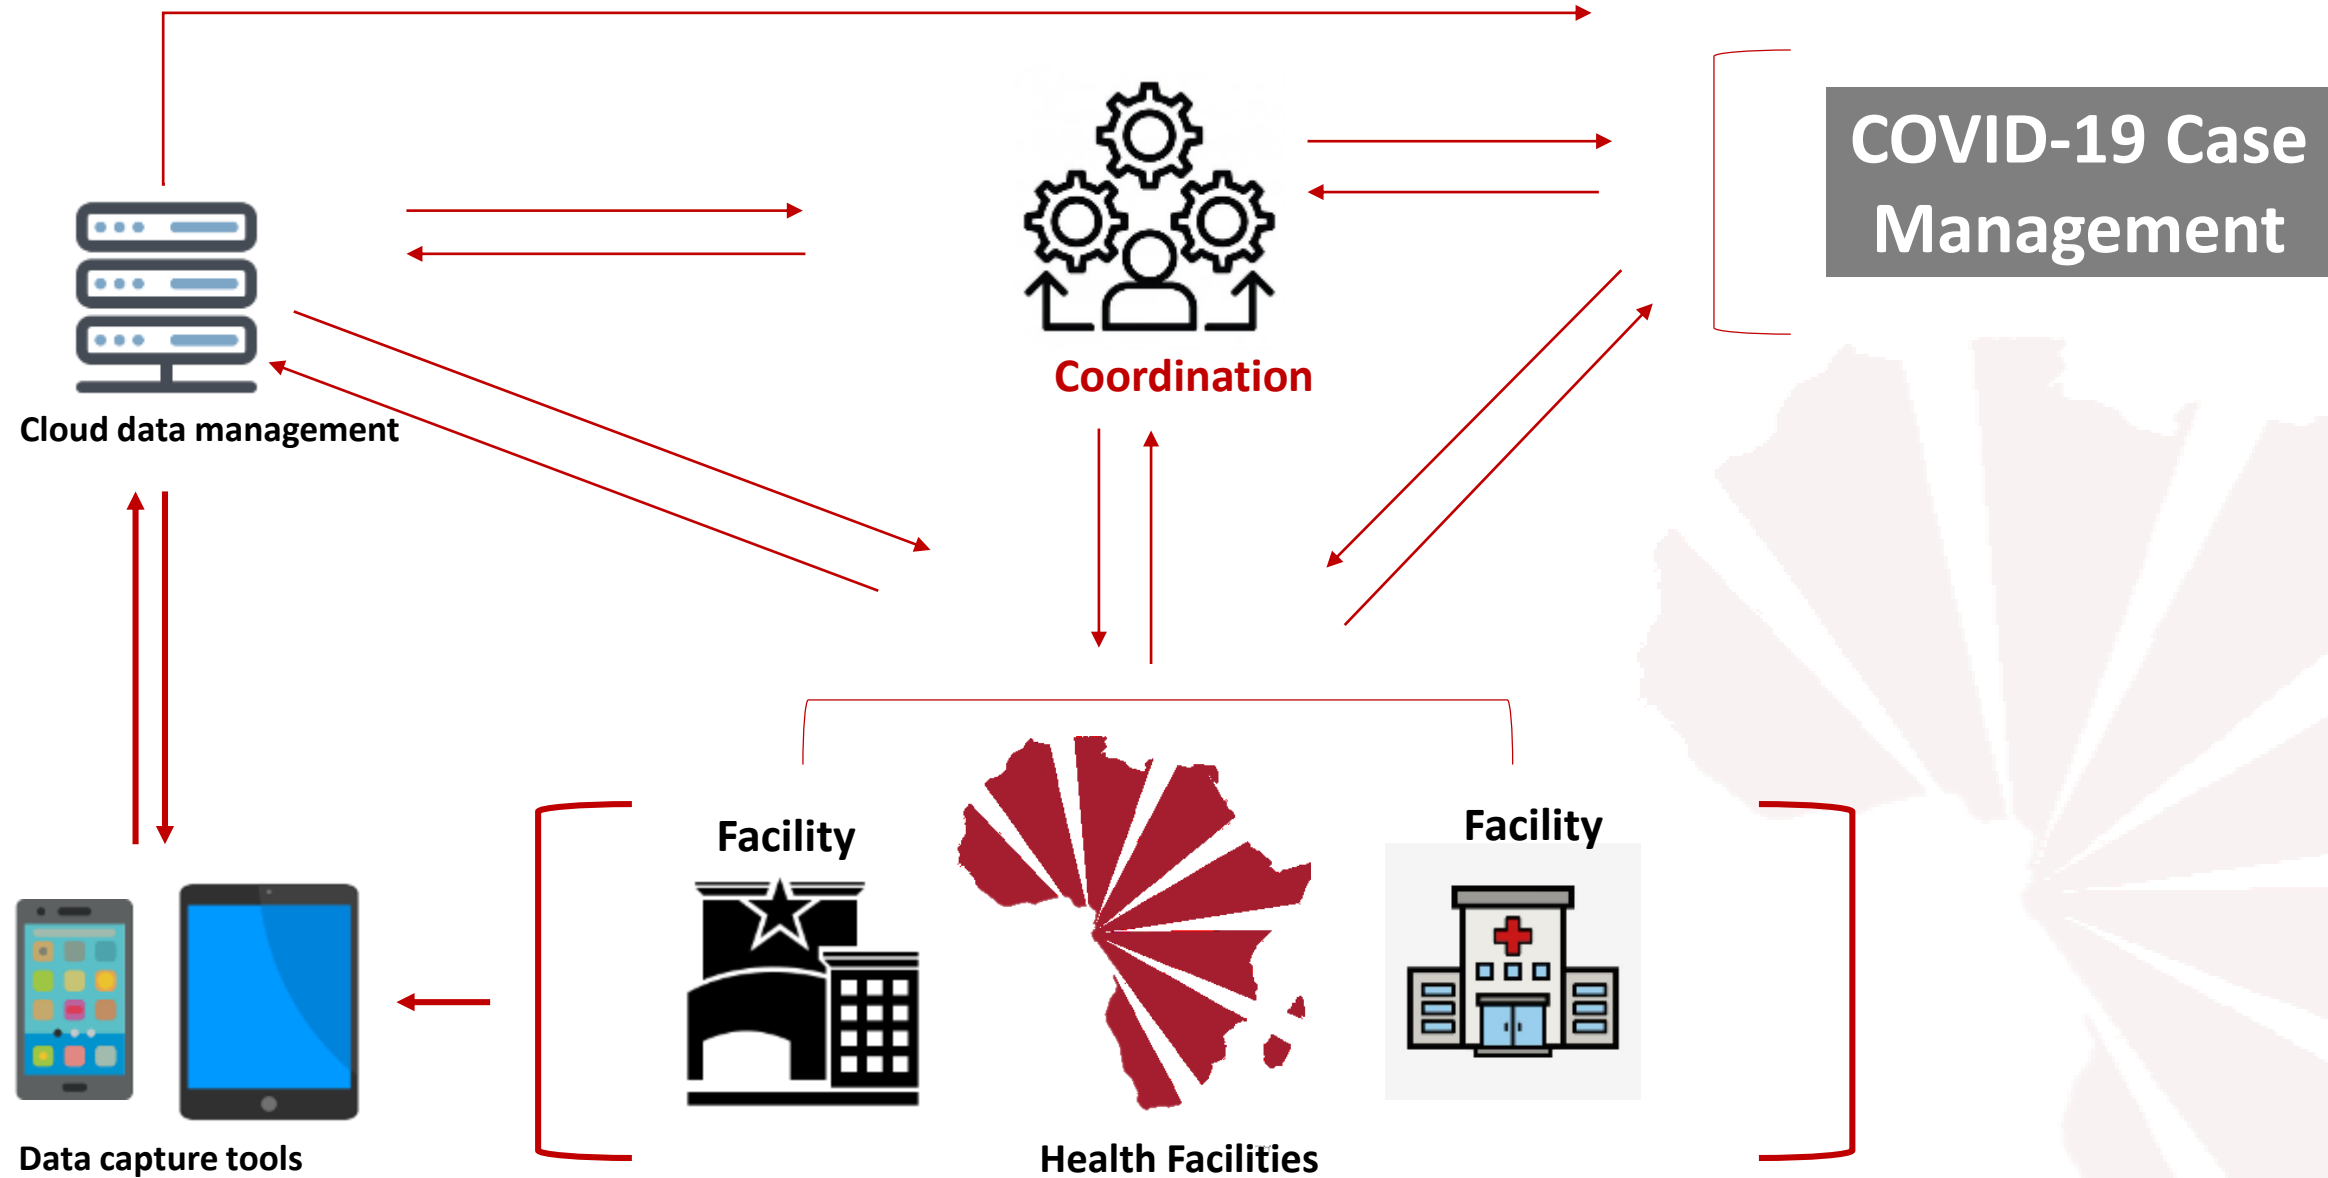 COVID-19 Case
Management
Coordination
Cloud data management
Facility
Facility
Data capture tools
Health Facilities